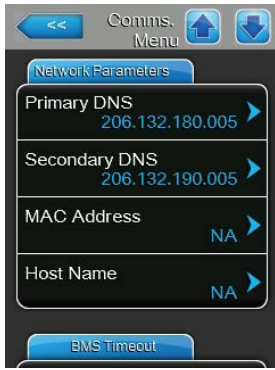 <<
Comms.
Menu
Network Parameters
Primary DNS
206.132.180.005
Secondary DNS
206.132.190.005
MAC Address
NA
Host Name
NA
BMS Timeout